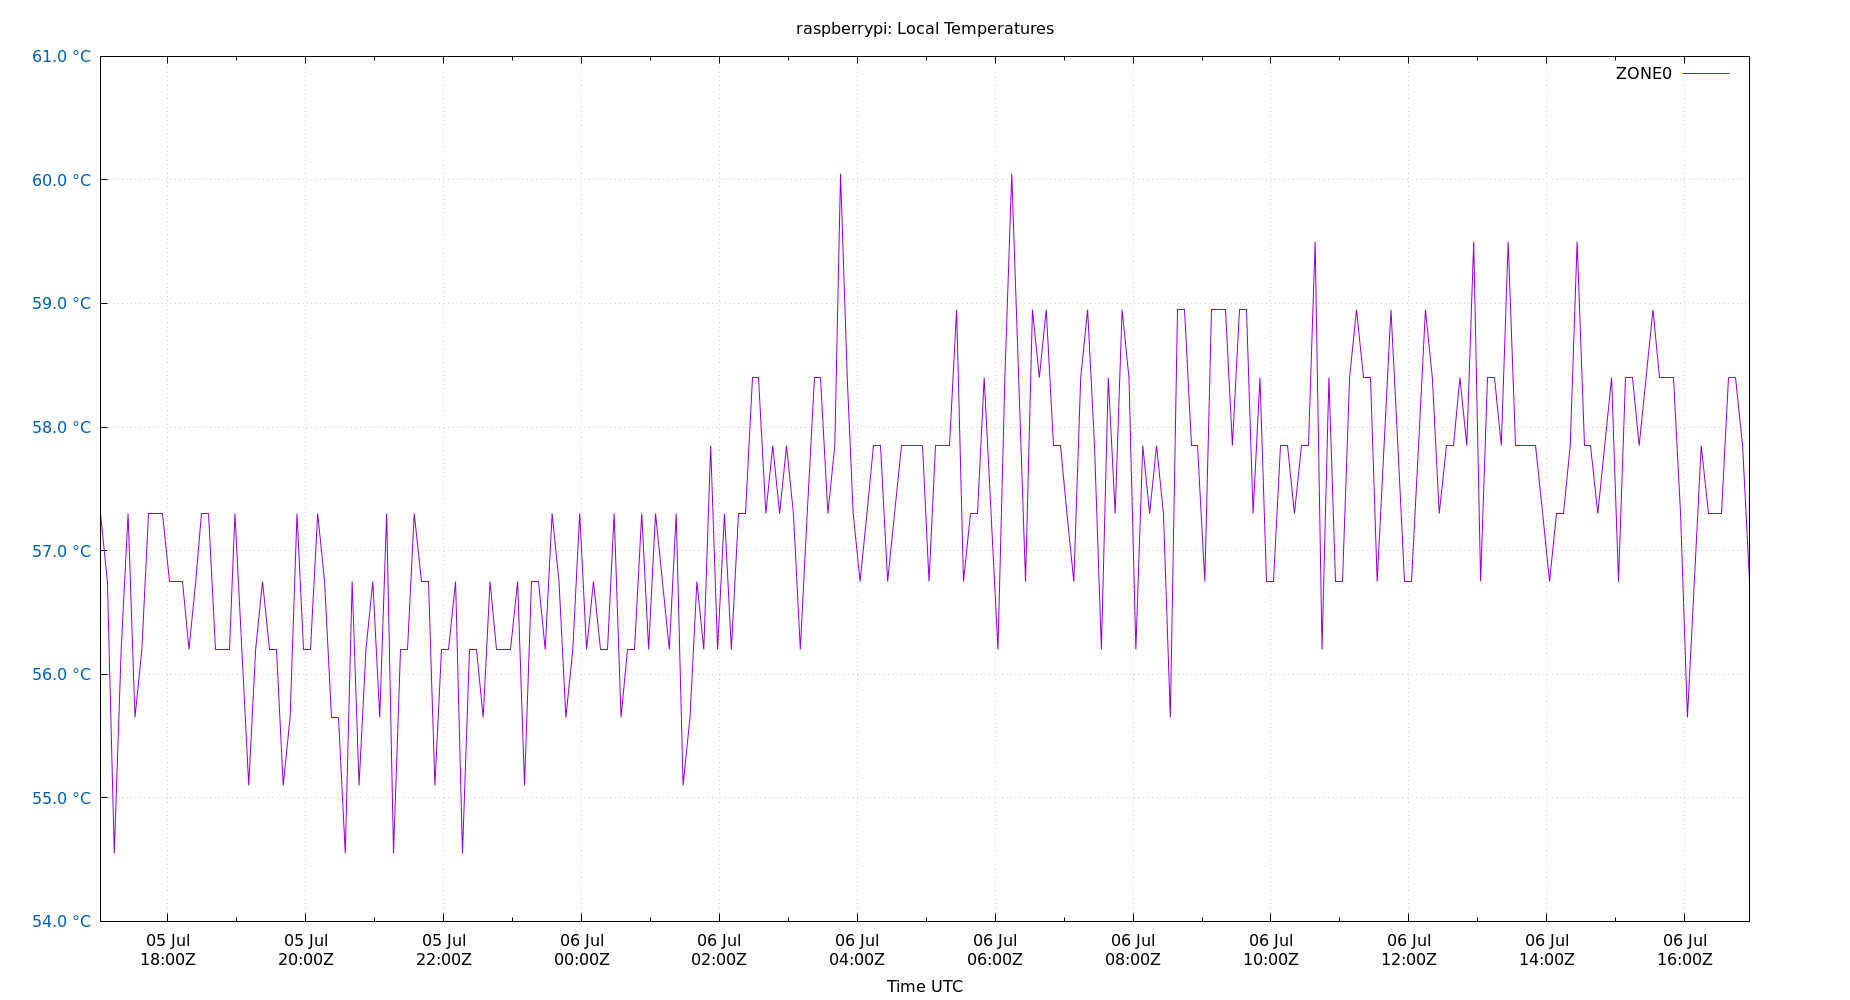 raspberrypi: Local Temperatures
61.0 °C
ZONE0
60.0 °C
59.0 °C
58.0 °C
57.0 °C
56.0 °C
55.0 °C
54.0 °C
05 Jul 05 Jul 05 Jul 06 Jul 06 Jul 06 Jul 06 Jul 06 Jul 06 Jul 06 Jul 06 Jul 06 Jul
18:00Z 20:00Z 22:00Z 00:00Z 02:00Z 04:00Z 06:00Z 08:00Z 10:00Z 12:00Z 14:00Z 16:00Z
Time UTC